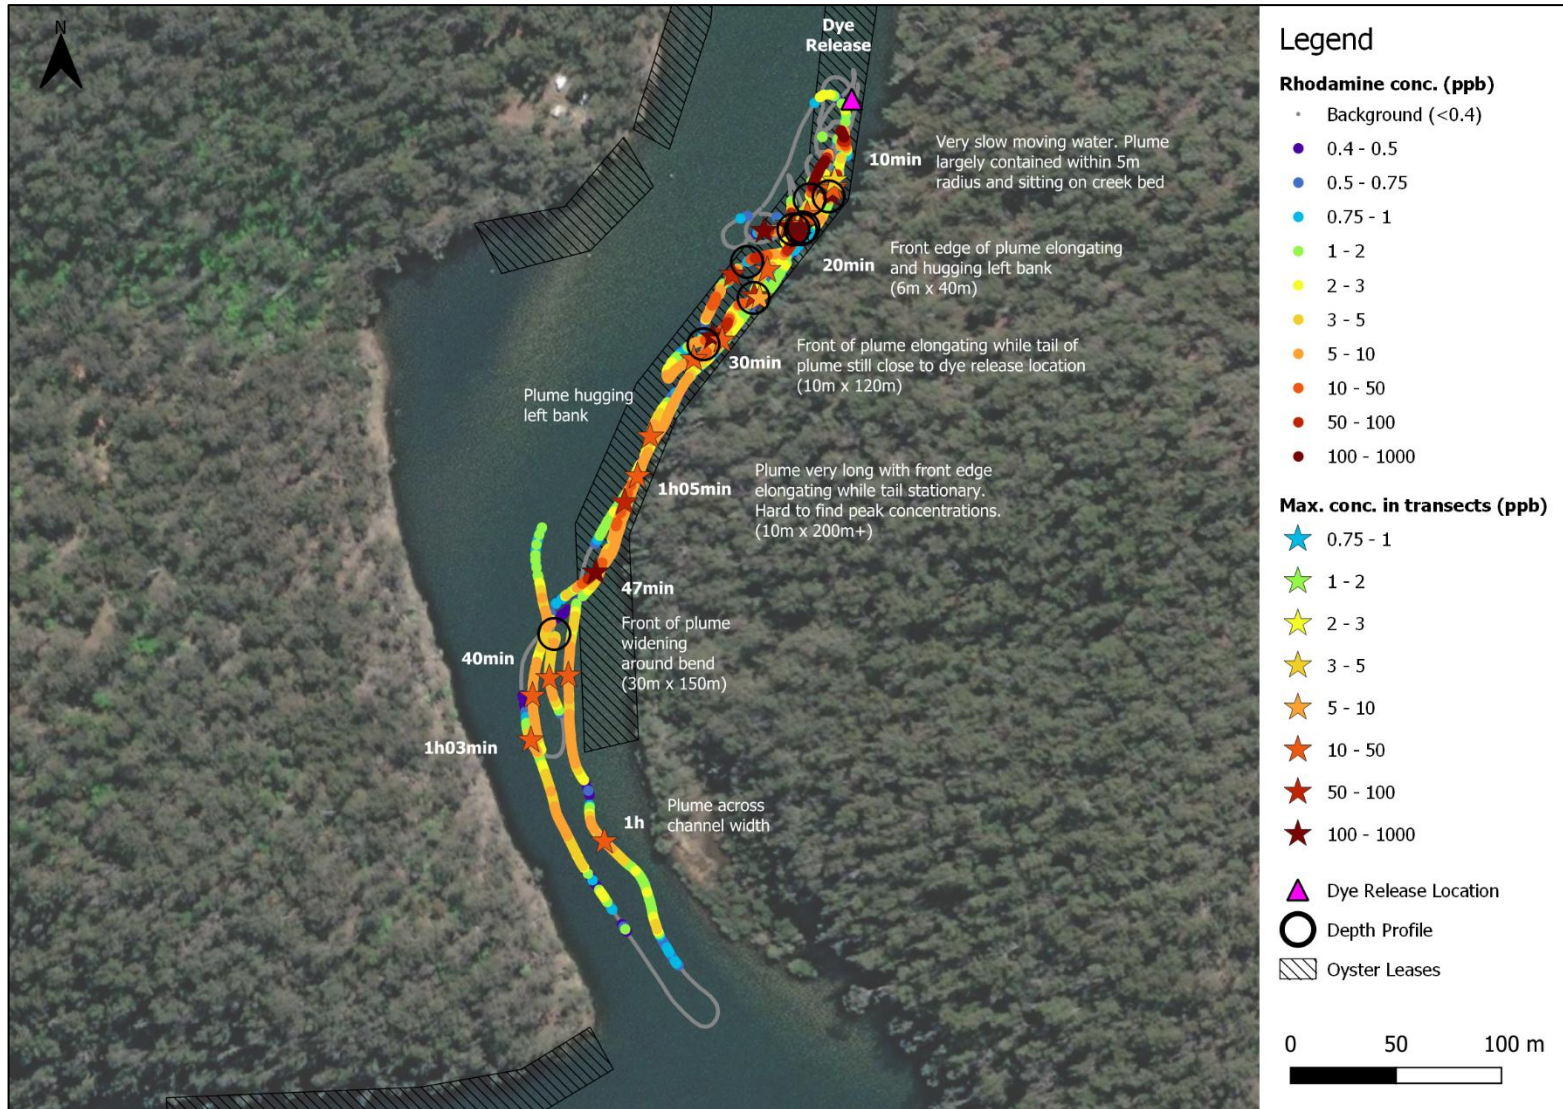 N
Dye
Release
10min
Very slow moving water. Plume
largely contained within 5m
radius and sitting on creek bed
20min
Front edge of plume elongating
and hugging left bank
(6m x 40m)
30min
Front of plume elongating while tail of
plume still close to dye release location
(10m x 120m)
Plume hugging
left bank
1h05min
Plume very long with front edge
elongating while tail stationary.
Hard to find peak concentrations.
(10m x 200m+)
47min
Front of plume
widening
around bend
(30m x 150m)
40min
1h03min
1h
Plume across
channel width
Legend
Rhodamine conc. (ppb)
Background (<0.4)
0.4 - 0.5
0.5 - 0.75
0.75 - 1
1 - 2
2 - 3
3 - 5
5 - 10
10 - 50
50 - 100
100 - 1000
Max. conc. in transects (ppb)
0.75 - 1
1 - 2
2 - 3
3 - 5
5 - 10
10 - 50
50 - 100
100 - 1000
Dye Release Location
Depth Profile
Oyster Leases
0 50 100 m